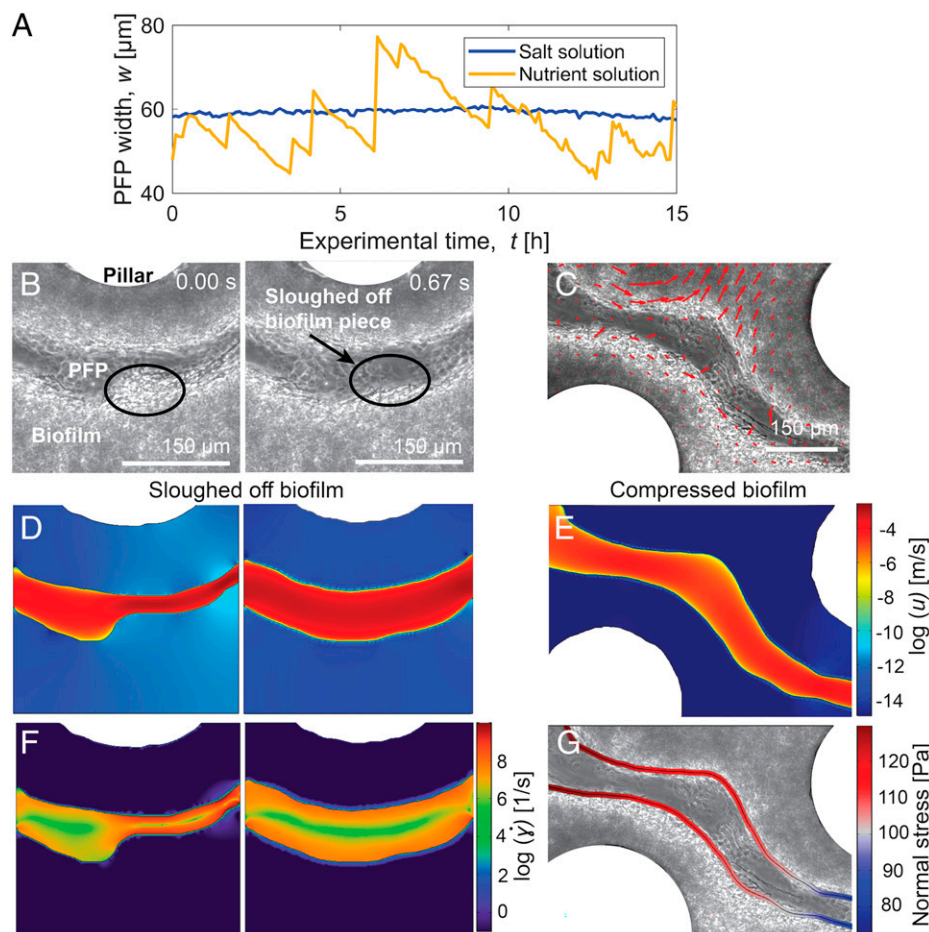 A
PFP width, w [µm]
80
60
40
Salt solution
Nutrient solution
0
5
10
15
Experimental time, t [h]
B
Pillar
0.00 s
PFP
Biofilm
150 µm
0.67 s
Sloughed off
biofilm piece
150 µm
C
150 µm
Sloughed off biofilm
Compressed biofilm
D
E
-4
-6
-8
-10
-12
-14
log (u) [m/s]
F
8
6
4
2
0
log (γ̇) [1/s]
G
120
110
100
90
80
Normal stress [Pa]